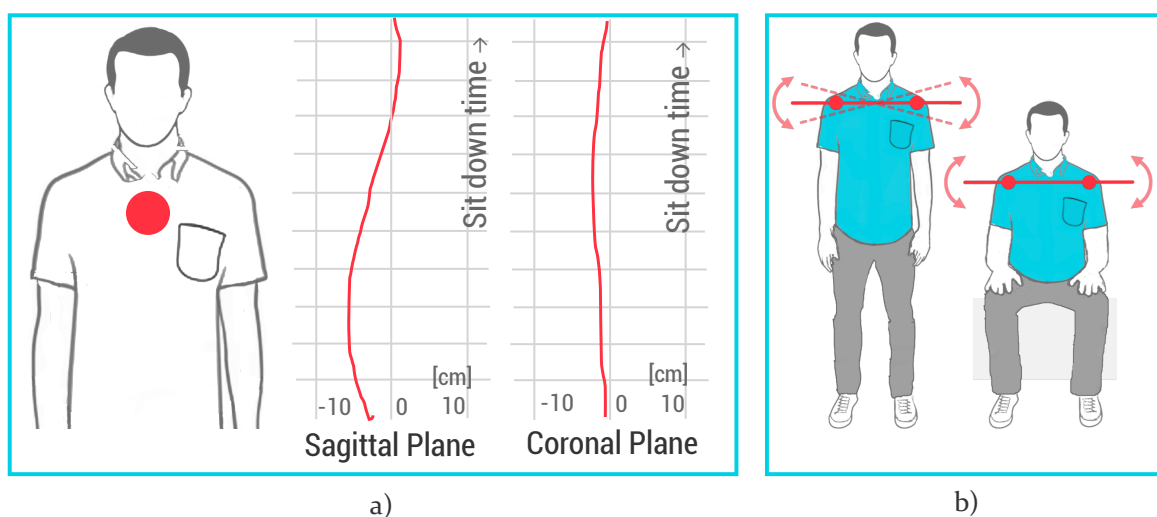 Sit down time →
Sit down time →
[cm]
[cm]
-10 0 10
-10 0 10
Sagittal Plane
Coronal Plane
a)
b)